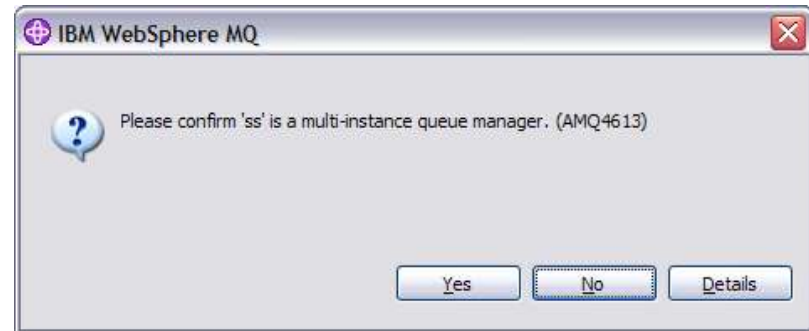 IBM WebSphere MQ
Please confirm 'ss' is a multi-instance queue manager. (AMQ4613)
Yes No Details